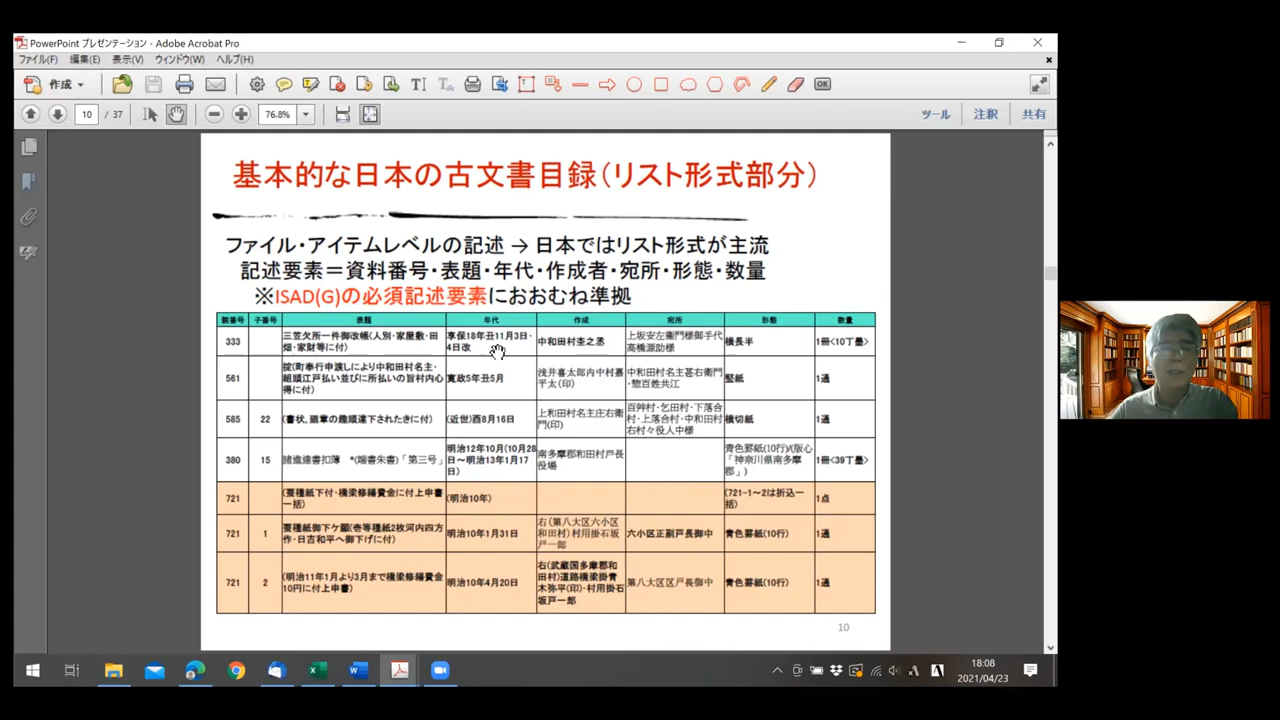 PowerPoint プレゼンテーション - Adobe Acrobat Pro
ファイル(F) 編集(E) 表示(V) ウィンドウ(W) ヘルプ(H)
作成
OK
10 / 37
76.8%
ツール 注釈 共有
基本的な日本の古文書目録(リスト形式部分)
ファイル・アイテムレベルの記述 → 日本ではリスト形式が主流
記述要素=資料番号・表題・年代・作成者・宛所・形態・数量
※ISAD(G)の必須記述要素におおむね準拠
親番号 子番号 表題 年代 作成 宛所 形態 数量
333
三笠欠所一件御改帳(人別・家屋敷・田
畑・家財等に付)
享保18年丑11月3日・
4日改
中和田村杢之丞
上坂安左衛門様御手代
高橋源助様
横長半
1冊<10丁墨>
561
掟(町奉行申渡しにより中和田村名主・
組頭江戸払い並びに所払いの旨村内心
得に付)
寛政5年丑5月
浅井喜太郎内中村嘉
平太(印)
中和田村名主甚右衛門
・惣百姓共江
竪紙
1通
585
22
(書状、廻章の趣順達下されたきに付)
(近世)酉8月16日
上和田村名主庄右衛
門(印)
百艸村・乞田村・下落合
村・上落合村・中和田村
右村々役人中様
横切紙
1通
380
15
諸進達書扣簿 *(端書朱書)「第三号」
明治12年10月(10月28
日～明治13年1月17
日)
南多摩郡和田村戸長
役場
青色罫紙(10行)/(版心
「神奈川県南多摩
郡」)
1冊<39丁墨>
721
(蚕種紙下付・橋梁修繕費金に付上申書
一括)
(明治10年)
(721-1～2は折込一
括)
1点
721
1
蚕種紙御下ケ願(壱等種紙2枚河内四方
作・日吉和平へ御下げに付)
明治10年1月31日
右(第八大区六小区
和田村)村用掛石坂
戸一郎
六小区正副戸長御中
青色罫紙(10行)
1通
721
2
(明治11年1月より3月まで橋梁修繕費金
10円に付上申書)
明治10年4月20日
右(武蔵国多摩郡和
田村)道路橋梁掛青
木弥平(印)・村用掛石
坂戸一郎
第八大区区戸長御中
青色罫紙(10行)
1通
10
18:08
2021/04/23